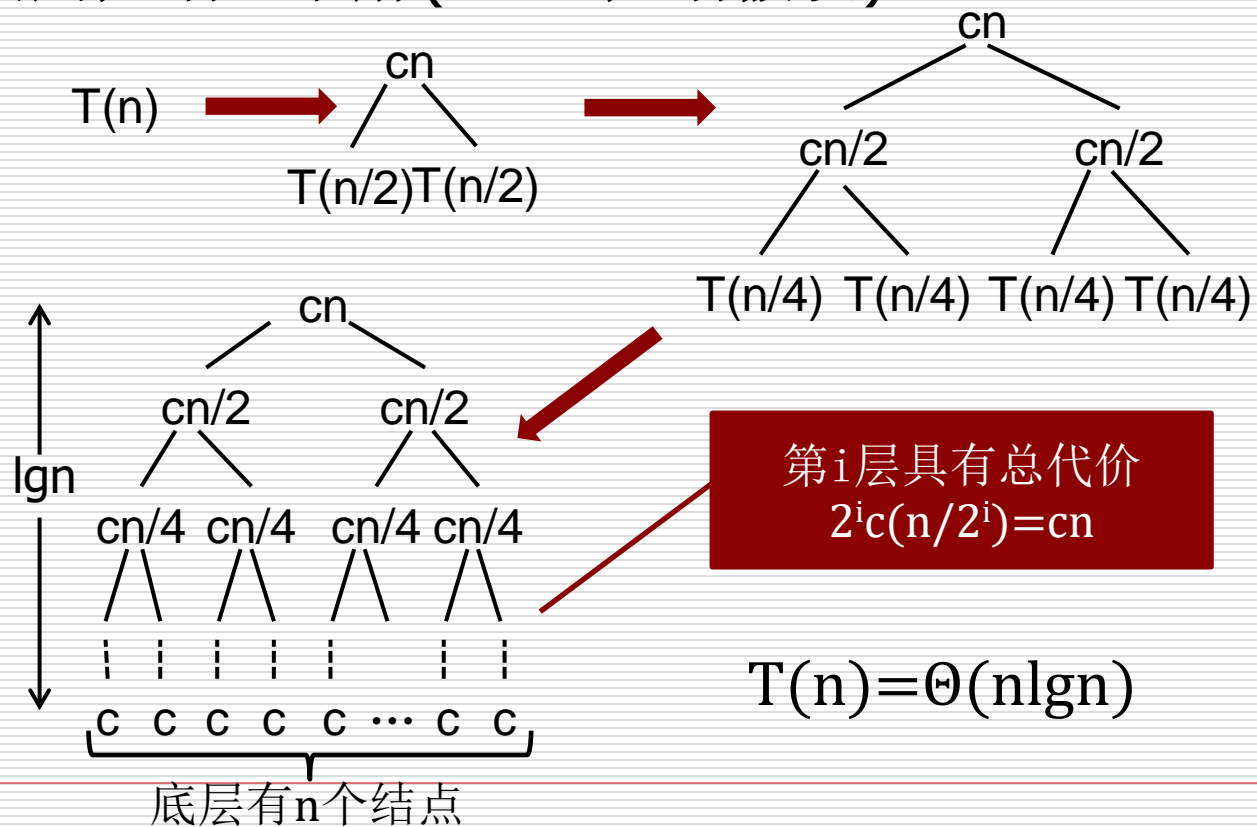 cn
T(n)
cn
T(n/2)T(n/2)
cn/2 cn/2
T(n/4) T(n/4) T(n/4) T(n/4)
cn
cn/2 cn/2
lgn
cn/4 cn/4 cn/4 cn/4
c c c c c ··· c c
底层有n个结点
第i层具有总代价
2ⁱc(n/2ⁱ)=cn
T(n)=Θ(nlgn)